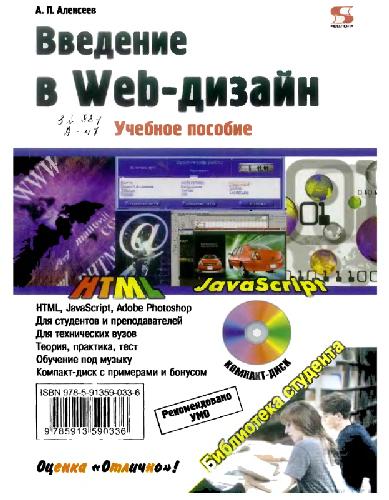 А. П. Алексеев
Введение
в Web-дизайн
Учебное пособие
WWW
@
HTML
JavaScript
HTML, JavaScript, Adobe Photoshop
Для студентов и преподавателей
Для технических вузов
Теория, практика, тест
Обучение под музыку
Компакт-диск с примерами и бонусом
КОМПАКТ-ДИСК
ISBN 978-5-91359-033-6
9785913590336
Рекомендовано
УМО
Библиотека студента
Оценка «Отлично»!